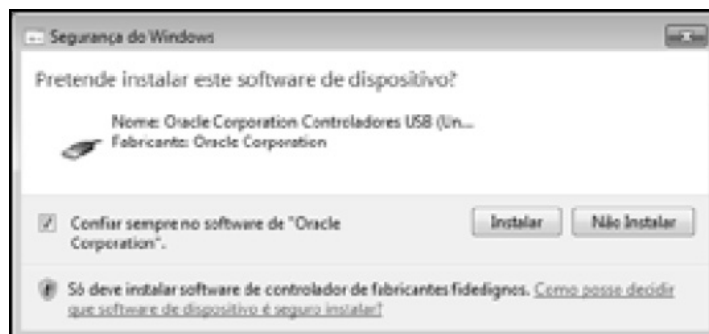 Segurança do Windows
Pretende instalar este software de dispositivo?
Nome: Oracle Corporation Controladores USB (Un...
Fabricante: Oracle Corporation
Confiar sempre no software de "Oracle
Corporation".
Instalar
Não Instalar
Só deve instalar software de controlador de fabricantes fidedignos. Como posso decidir
que software de dispositivo é seguro instalar?